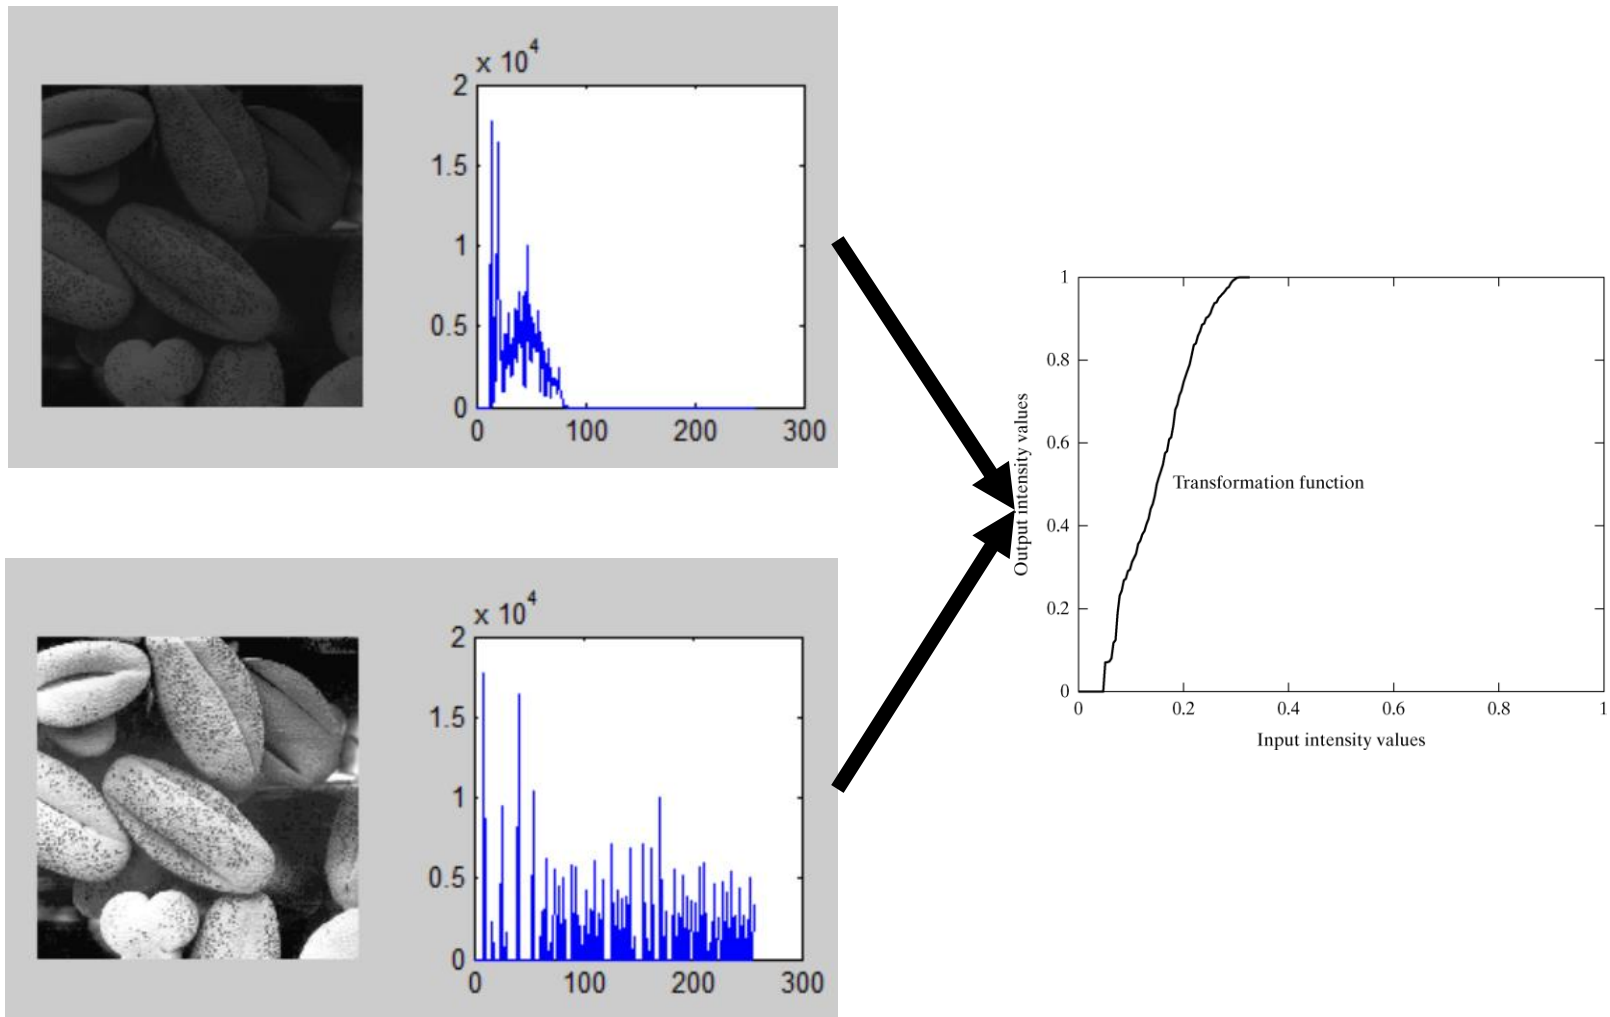 x 10^4
2
1.5
1
0.5
0
0 100 200 300
x 10^4
2
1.5
1
0.5
0
0 100 200 300
1
0.8
0.6
0.4
0.2
0
Output intensity values
Transformation function
0 0.2 0.4 0.6 0.8 1
Input intensity values